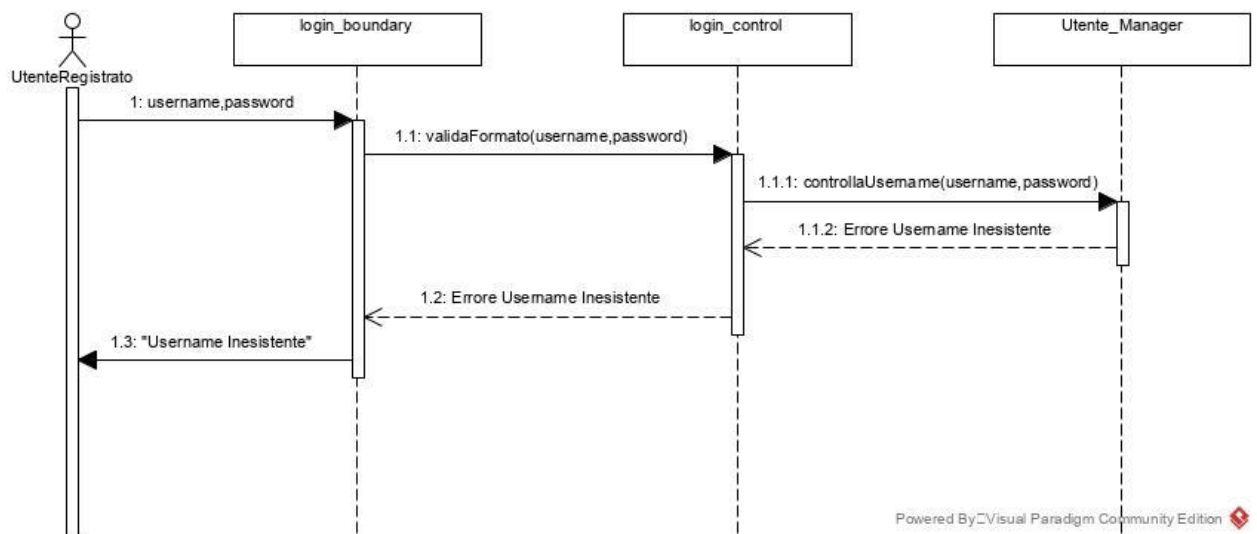 login_boundary
login_control
Utente_Manager
UtenteRegistrato
1: username,password
1.1: validaFormato(username,password)
1.1.1: controllaUsername(username,password)
1.1.2: Errore Username Inesistente
1.2: Errore Username Inesistente
1.3: "Username Inesistente"
Powered By Visual Paradigm Community Edition